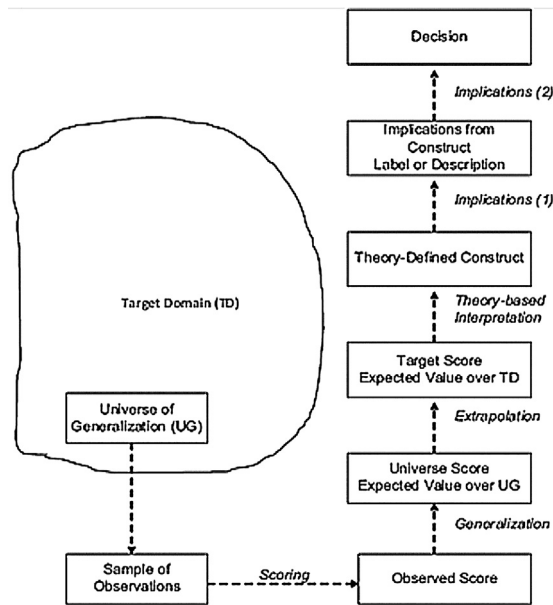 Decision
Implications (2)
Implications from
Construct
Label or Description
Implications (1)
Theory-Defined Construct
Theory-based
Interpretation
Target Domain (TD)
Target Score
Expected Value over TD
Extrapolation
Universe of
Generalization (UG)
Universe Score
Expected Value over UG
Generalization
Sample of
Observations
Scoring
Observed Score